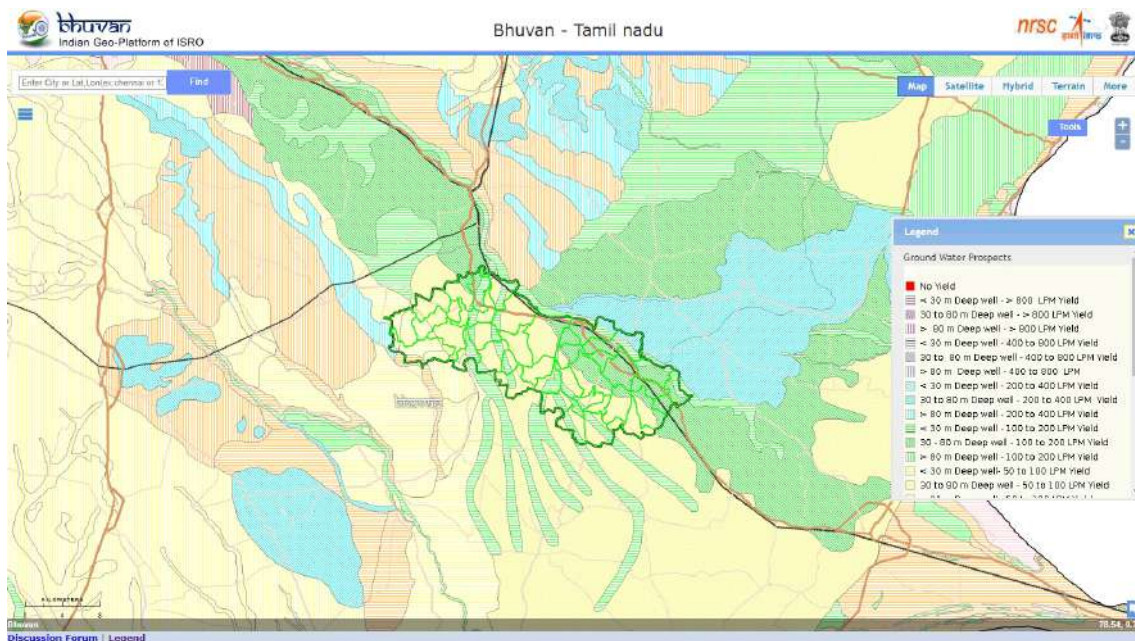 bhuvan
Indian Geo-Platform of ISRO
Bhuvan - Tamil nadu
nrsc
Find
Map Satellite Hybrid Terrain More
Tools
+
-
Legend
Ground Water Prospects
No Yield
< 30 m Deep well - > 800 LPM Yield
30 to 80 m Deep well - > 800 LPM Yield
> 80 m Deep well - > 800 LPM Yield
< 30 m Deep well - 400 to 800 LPM Yield
30 to 80 m Deep well - 400 to 800 LPM Yield
> 80 m Deep well - 400 to 800 LPM
< 30 m Deep well - 200 to 400 LPM Yield
30 to 80 m Deep well - 200 to 400 LPM Yield
> 80 m Deep well - 200 to 400 LPM Yield
< 30 m Deep well - 100 to 200 LPM Yield
30 - 80 m Deep well - 100 to 200 LPM Yield
> 80 m Deep well - 100 to 200 LPM Yield
< 30 m Deep well- 50 to 100 LPM Yield
30 to 80 m Deep well - 50 to 100 LPM Yield
KILOMETERS
Bhuvan
Discussion Forum | Legend